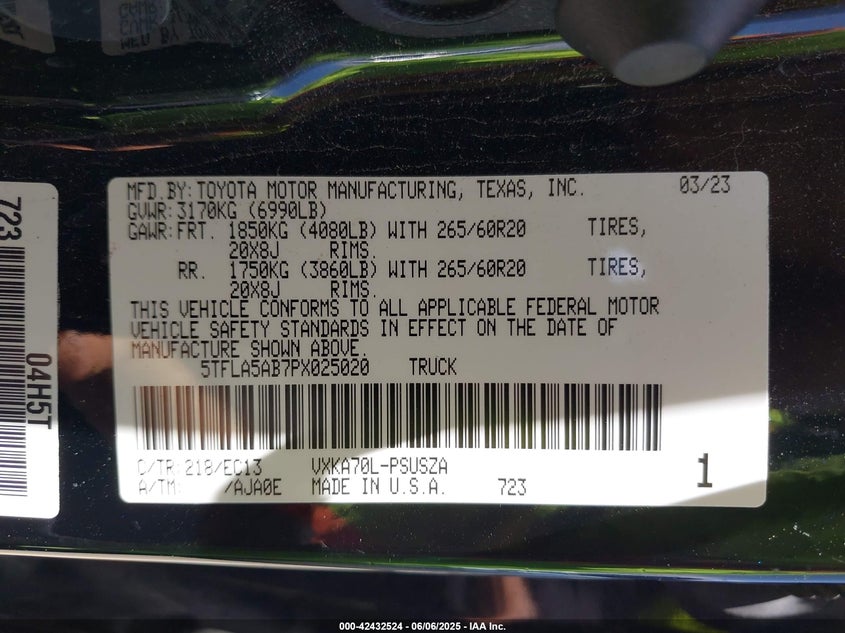 MFD.BY:TOYOTA MOTOR MANUFACTURING, TEXAS, INC. 03/23
GVWR:3170KG (6990LB)
GAWR:FRT. 1850KG (4080LB) WITH 265/60R20 TIRES,
20X8J RIMS.
RR. 1750KG (3860LB) WITH 265/60R20 TIRES,
20X8J RIMS.
THIS VEHICLE CONFORMS TO ALL APPLICABLE FEDERAL MOTOR
VEHICLE SAFETY STANDARDS IN EFFECT ON THE DATE OF
MANUFACTURE SHOWN ABOVE.
5TFLA5AB7PX025020 TRUCK
C/TR:218/EC13 VXKA70L-PSUSZA
A/TM: /AJA0E MADE IN U.S.A. 723 1
723
04H5T
000-42432524 | 06/06/2025 - IAA Inc.